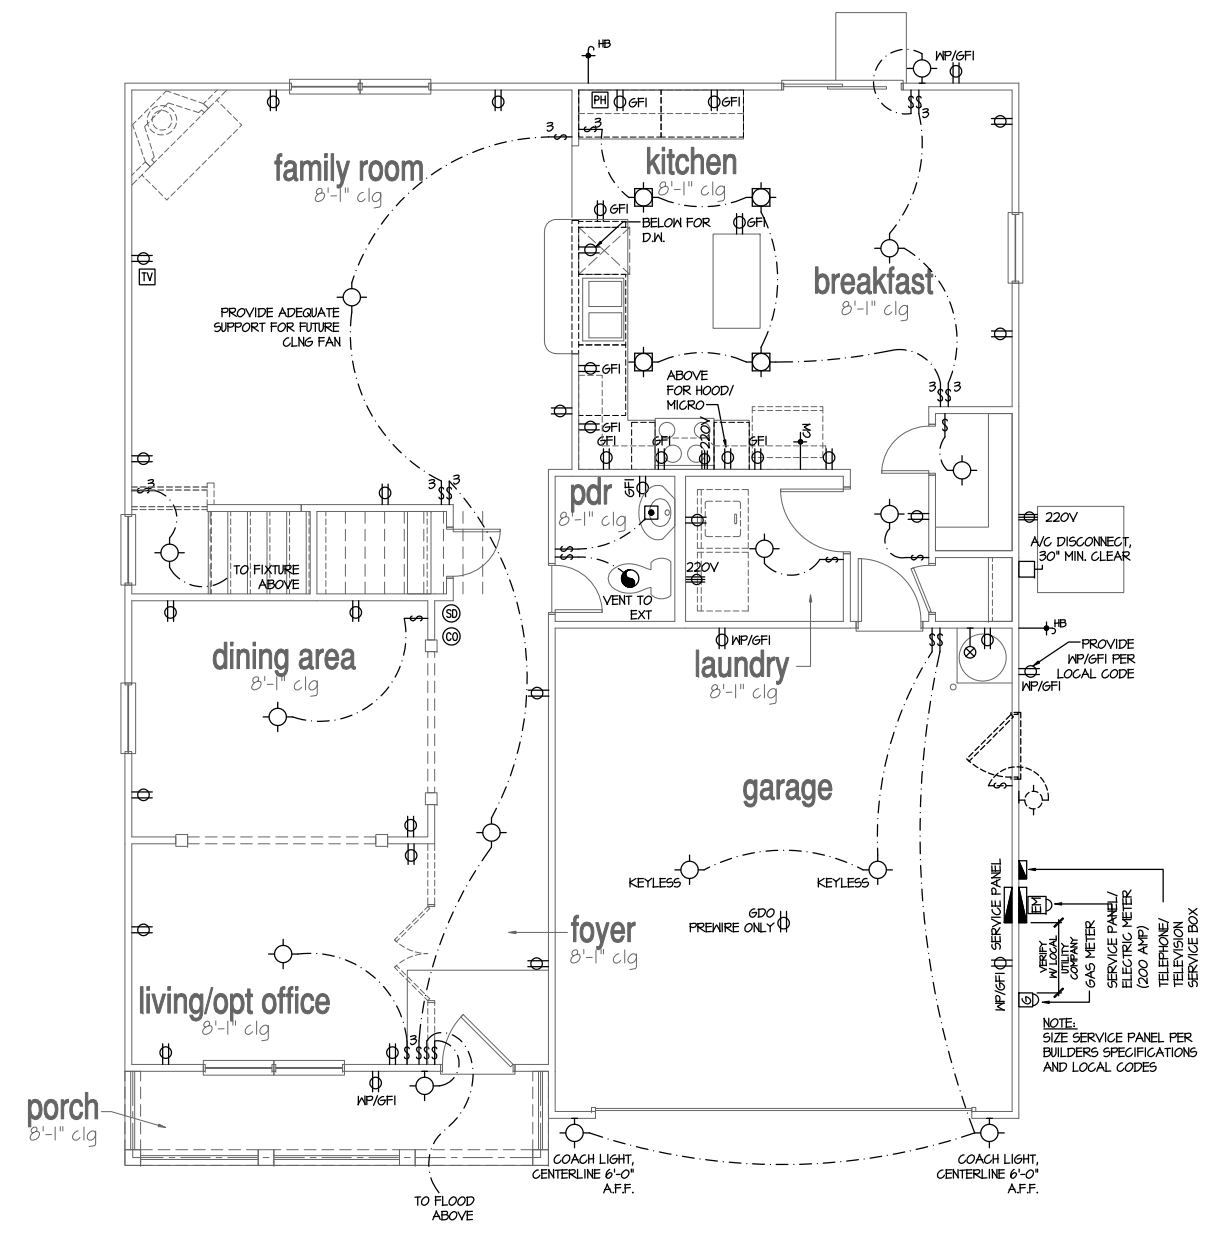 HB
WP/GFI
PH
GFI
GFI
3
3
3
family room
8'-1" clg
kitchen
8'-1" clg
GFI
GFI
BELOW FOR
D.W.
TV
breakfast
8'-1" clg
PROVIDE ADEQUATE
SUPPORT FOR FUTURE
CLNG FAN
GFI
ABOVE
FOR HOOD/
MICRO
3
3
GFI
GFI
GFI
220V
GFI
CW
3
3
3
GFI
pdr
8'-1" clg
220V
A/C DISCONNECT,
30" MIN. CLEAR
TO FIXTURE
ABOVE
220V
VENT TO
EXT
SD
CO
HB
WP/GFI
PROVIDE
WP/GFI PER
LOCAL CODE
WP/GFI
dining area
8'-1" clg
laundry
8'-1" clg
garage
KEYLESS
KEYLESS
GDO
PREWIRE ONLY
SERVICE PANEL
EM
VERIFY
W/ LOCAL
UTILITY
COMPANY
GAS METER
SERVICE PANEL/
ELECTRIC METER
(200 AMP)
TELEPHONE/
TELEVISION
SERVICE BOX
foyer
8'-1" clg
WP/GFI
G
living/opt office
8'-1" clg
NOTE:
SIZE SERVICE PANEL PER
BUILDERS SPECIFICATIONS
AND LOCAL CODES
3
WP/GFI
porch
8'-1" clg
COACH LIGHT,
CENTERLINE 6'-0"
A.F.F.
COACH LIGHT,
CENTERLINE 6'-0"
A.F.F.
TO FLOOD
ABOVE